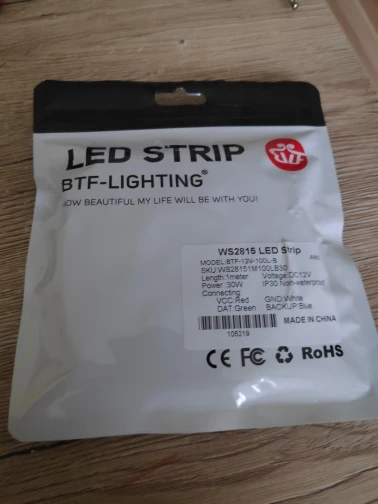 LED STRIP
BTF
BTF-LIGHTING®
HOW BEAUTIFUL MY LIFE WILL BE WITH YOU!
WS2815 LED Strip
MODEL:BTF-12V-100L-B
SKU:WS28151M100LB30
Length:1meter Voltage:DC12V
Power :30W IP30 Non-waterproof
Connecting:
VCC:Red GND:White
DAT:Green BACKUP:Blue
MADE IN CHINA
105219
CE FC RoHS